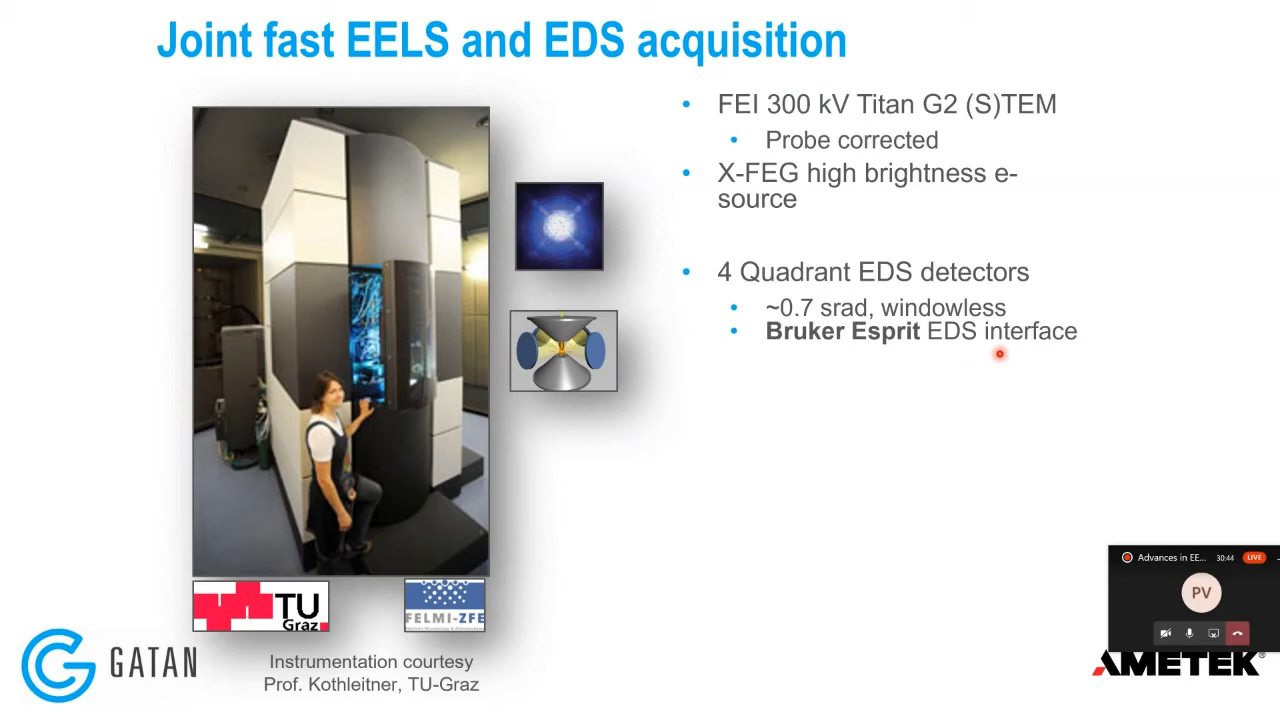 Joint fast EELS and EDS acquisition
FEI 300 kV Titan G2 (S)TEM
Probe corrected
X-FEG high brightness e-
source
4 Quadrant EDS detectors
~0.7 srad, windowless
Bruker Esprit EDS interface
TU
Graz
FELMI-ZFE
GATAN
Instrumentation courtesy
Prof. Kothleitner, TU-Graz
Advances in EE... 30:44 LIVE
PV
AMETEK®